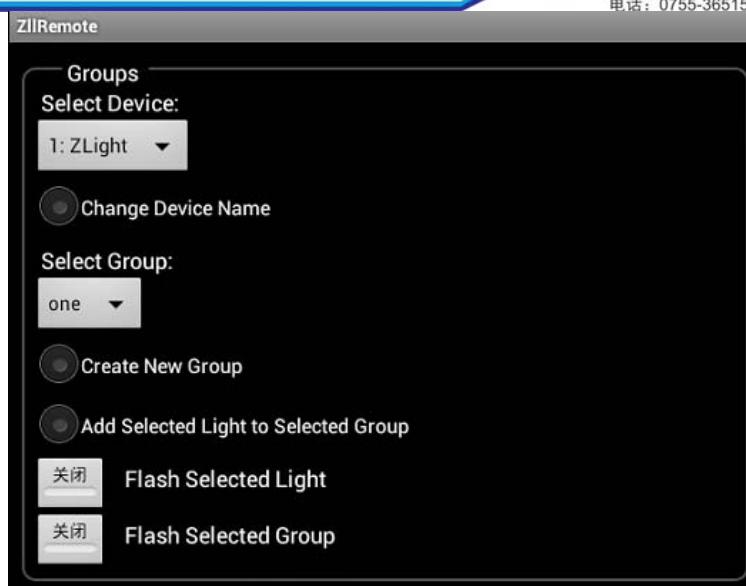 电话：0755-36515
ZllRemote
Groups
Select Device:
1: ZLight
Change Device Name
Select Group:
one
Create New Group
Add Selected Light to Selected Group
关闭 Flash Selected Light
关闭 Flash Selected Group